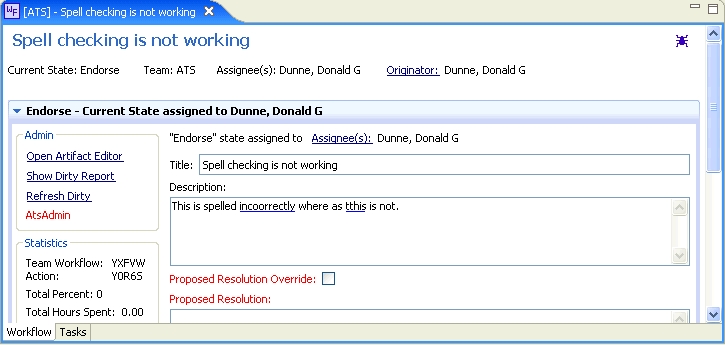 [ATS] - Spell checking is not working
Spell checking is not working
Current State: Endorse Team: ATS Assignee(s): Dunne, Donald G Originator: Dunne, Donald G
Endorse - Current State assigned to Dunne, Donald G
Admin
Open Artifact Editor
Show Dirty Report
Refresh Dirty
AtsAdmin
Statistics
Team Workflow: YXFVW
Action: Y0R6S
Total Percent: 0
Total Hours Spent: 0.00
"Endorse" state assigned to Assignee(s): Dunne, Donald G
Title: Spell checking is not working
Description:
This is spelled incoorrectly where as tthis is not.
Proposed Resolution Override:
Proposed Resolution:
Workflow Tasks